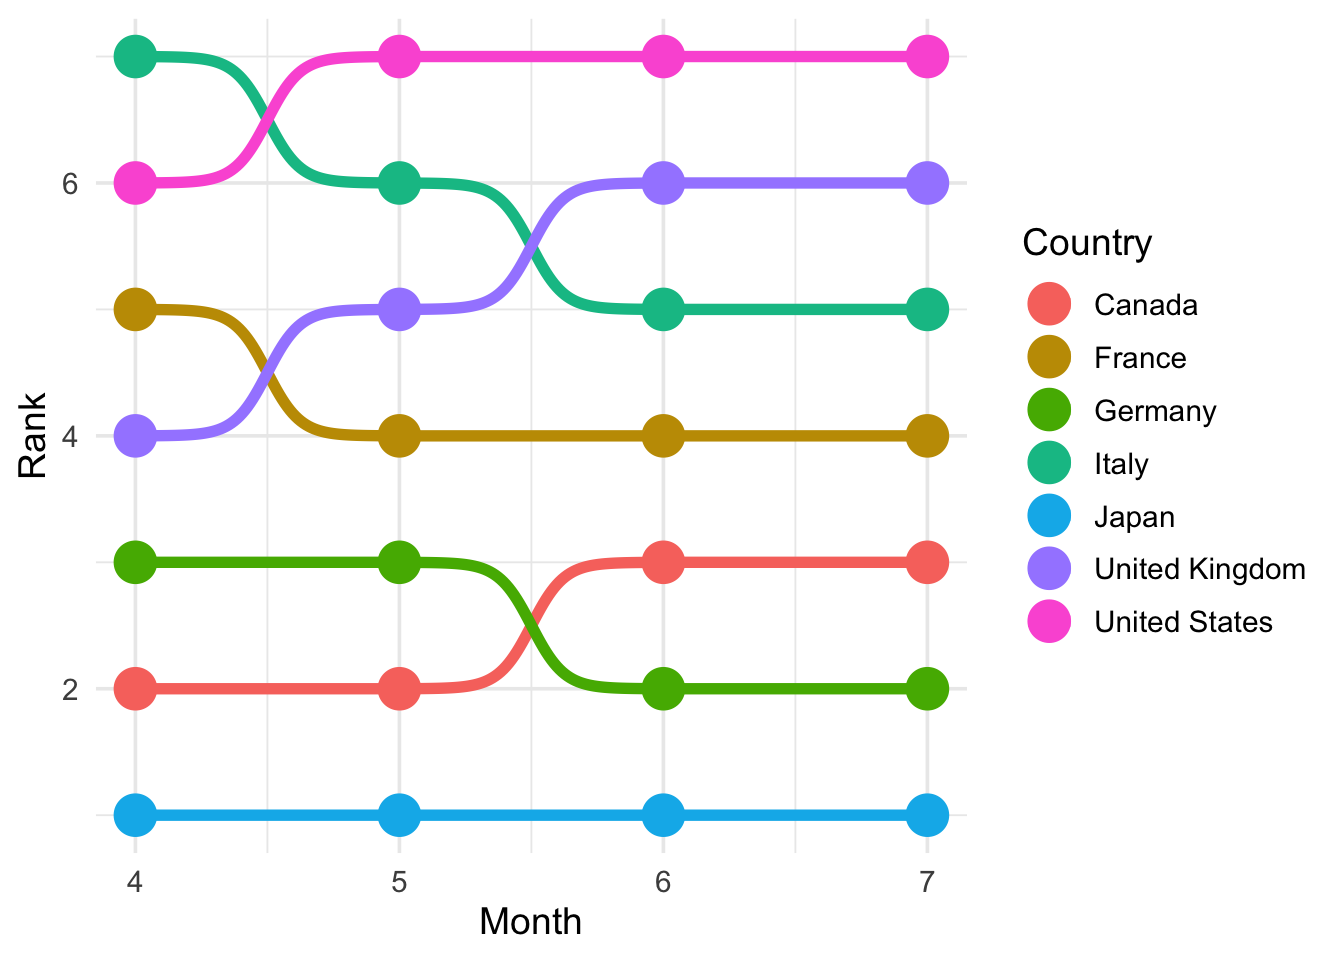 6
4
2
Rank
4 5 6 7
Month
Country
Canada
France
Germany
Italy
Japan
United Kingdom
United States